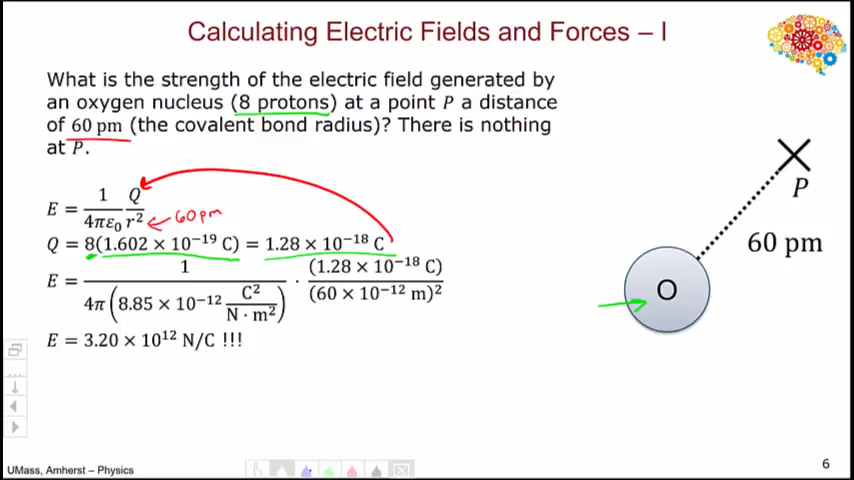 Calculating Electric Fields and Forces – I
What is the strength of the electric field generated by
an oxygen nucleus (8 protons) at a point P a distance
of 60 pm (the covalent bond radius)? There is nothing
at P.
E = 1/4πε₀ Q/r² 60pm
Q = 8(1.602 × 10⁻¹⁹ C) = 1.28 × 10⁻¹⁸ C
E = 1/4π(8.85 × 10⁻¹² C²/N · m²) · (1.28 × 10⁻¹⁸ C)/(60 × 10⁻¹² m)²
E = 3.20 × 10¹² N/C !!!
P
60 pm
O
UMass, Amherst – Physics
6